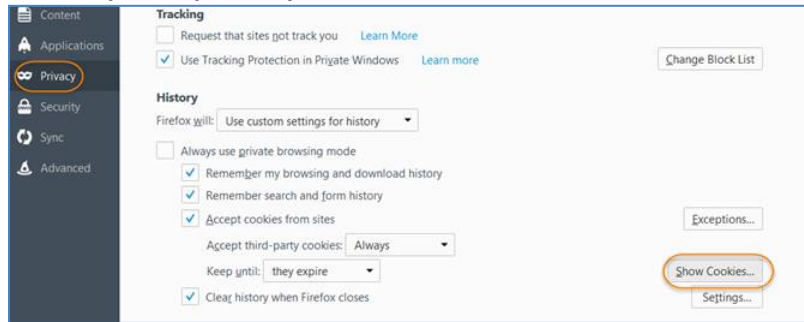 Content
Applications
Privacy
Security
Sync
Advanced
Tracking
Request that sites not track you Learn More
Use Tracking Protection in Private Windows Learn more Change Block List
History
Firefox will: Use custom settings for history
Always use private browsing mode
Remember my browsing and download history
Remember search and form history
Accept cookies from sites Exceptions...
Accept third-party cookies: Always
Keep until: they expire Show Cookies...
Clear history when Firefox closes Settings...